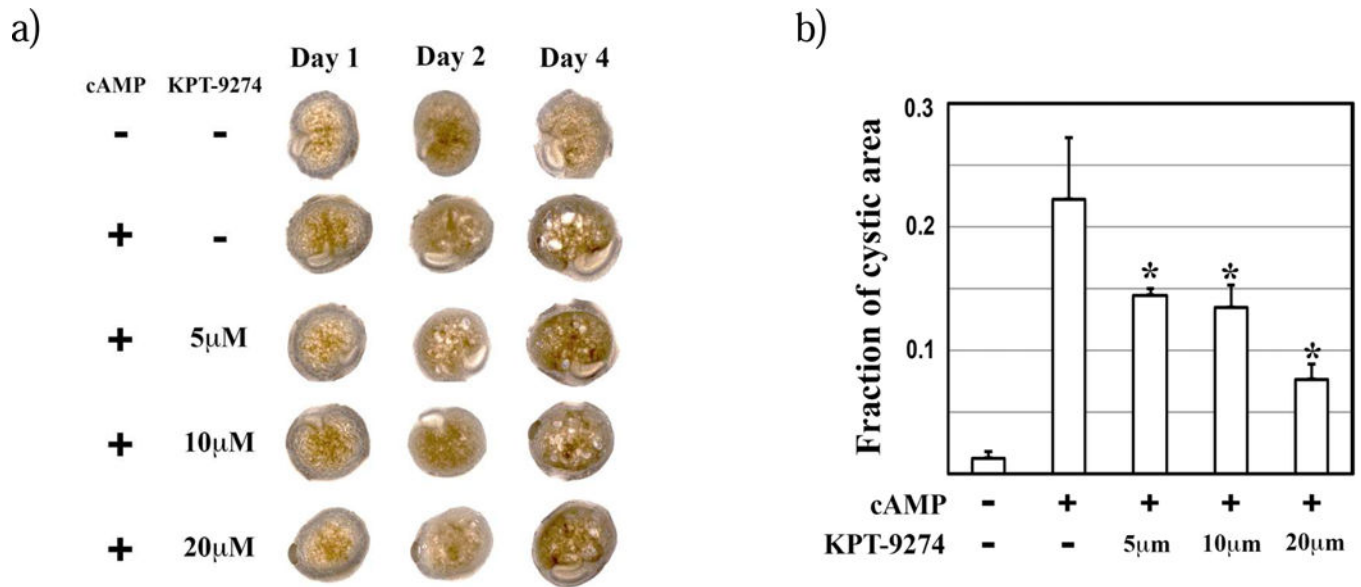 a)
Day 1 Day 2 Day 4
cAMP KPT-9274
- -
+ -
+ 5μM
+ 10μM
+ 20μM
b)
Fraction of cystic area
0.3
0.2
0.1
* * *
cAMP - + + + +
KPT-9274 - - 5μm 10μm 20μm